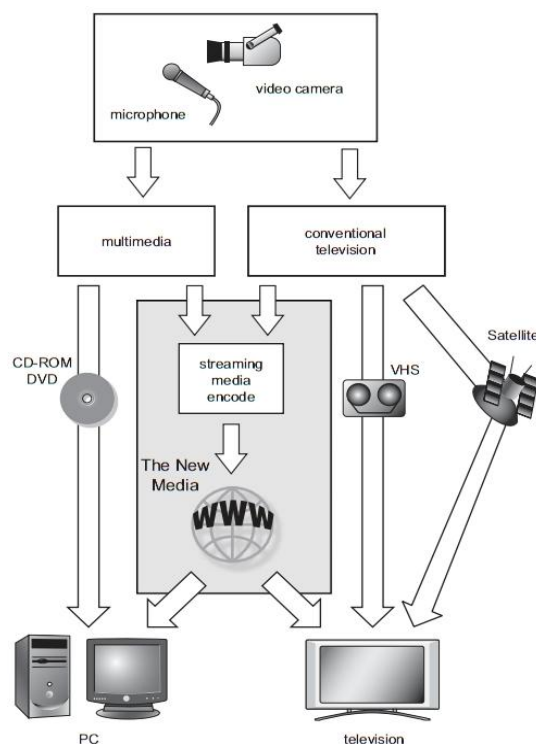 video camera
microphone
multimedia
conventional
television
CD-ROM
DVD
streaming
media
encode
VHS
Satellite
The New
Media
WWW
PC
television